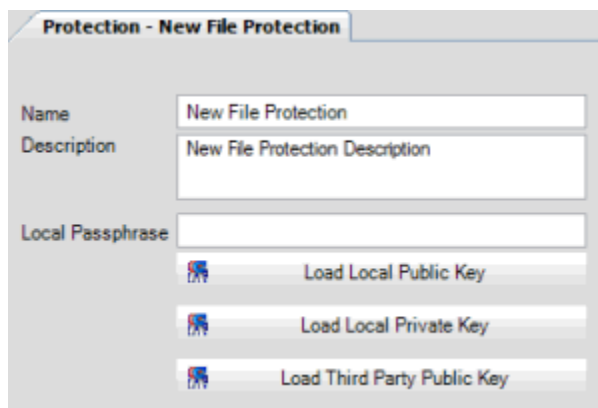 Protection - New File Protection
Name
New File Protection
Description
New File Protection Description
Local Passphrase
Load Local Public Key
Load Local Private Key
Load Third Party Public Key